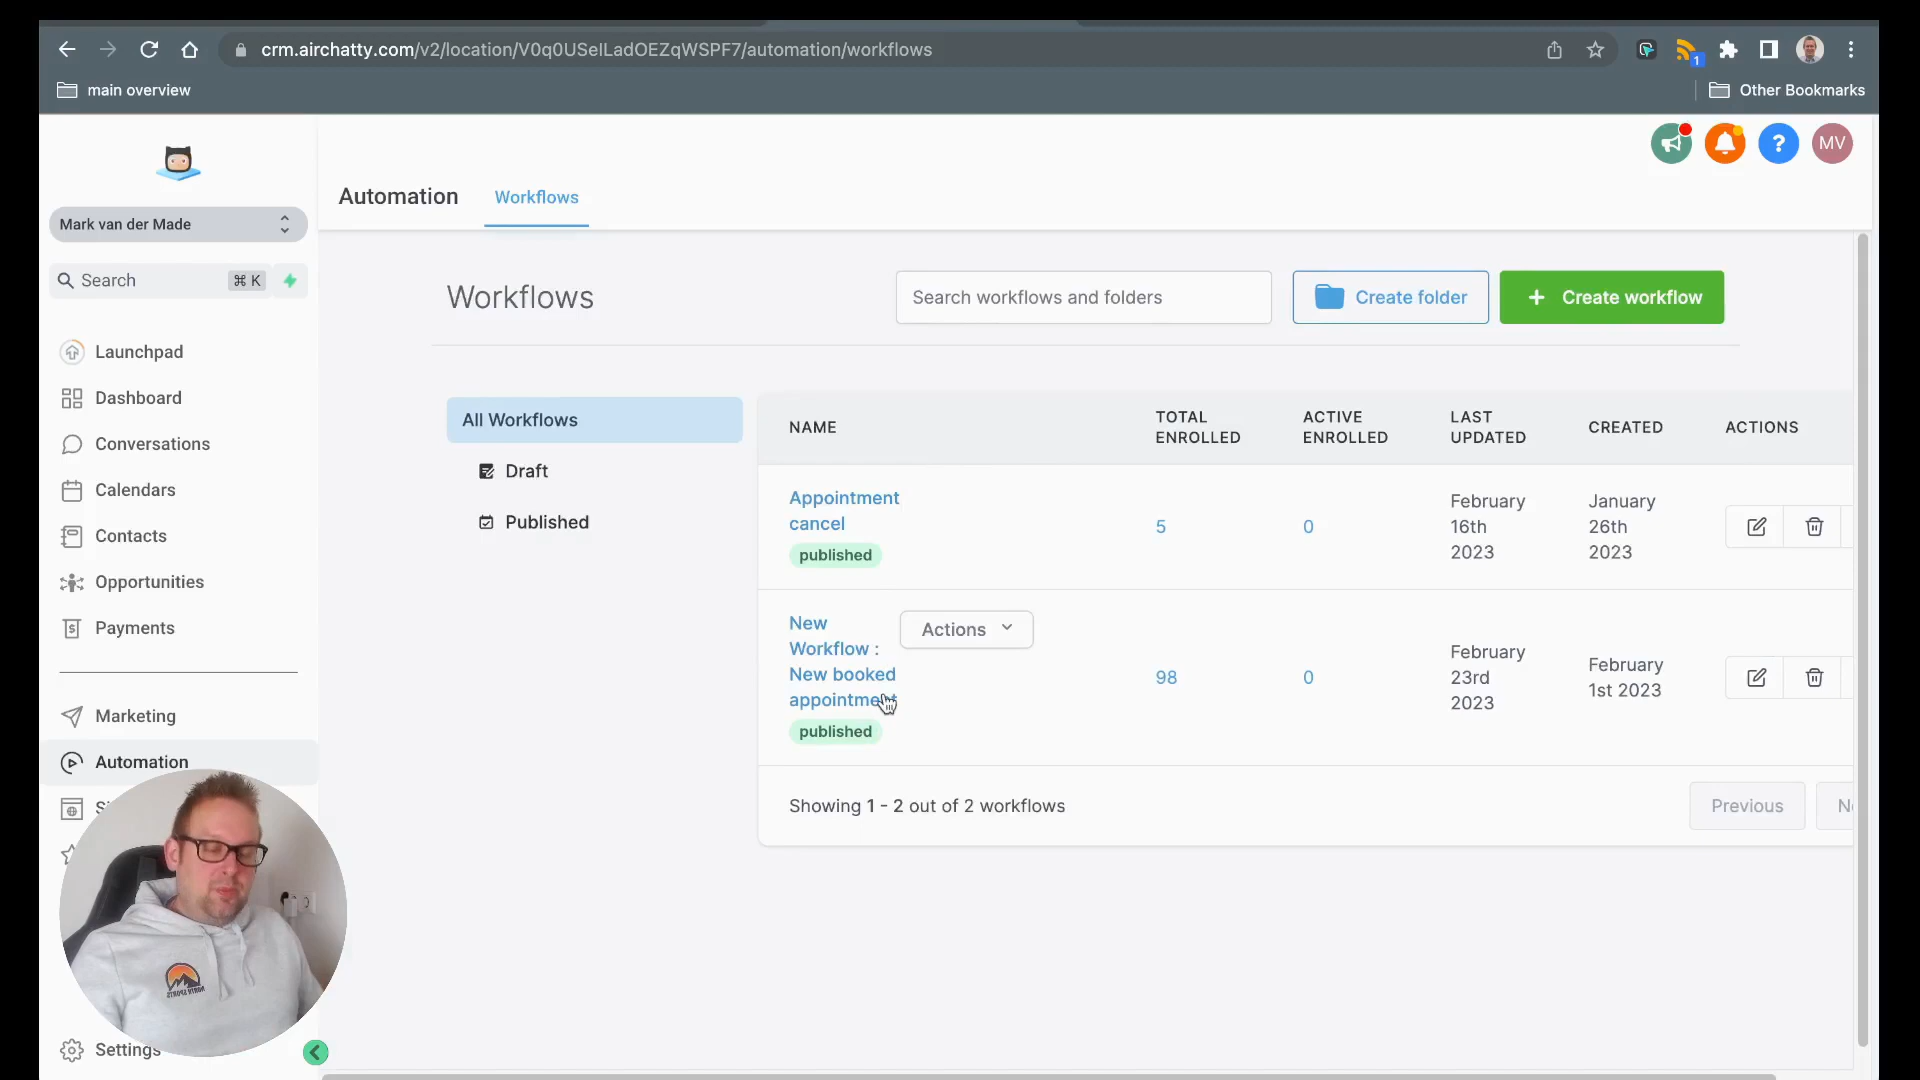 crm.airchatty.com/v2/location/V0q0USeILadOEZqWSPF7/automation/workflows
1
main overview
Other Bookmarks
MV
Automation
Workflows
Mark van der Made
Search
⌘ K
Launchpad
Dashboard
Conversations
Calendars
Contacts
Opportunities
Payments
Marketing
Automation
Settings
Workflows
Search workflows and folders
Create folder
+ Create workflow
All Workflows
Draft
Published
NAME
TOTAL
ENROLLED
ACTIVE
ENROLLED
LAST
UPDATED
CREATED
ACTIONS
Appointment
cancel
published
5
0
February
16th
2023
January
26th
2023
New
Workflow :
New booked
appointment
published
Actions
98
0
February
23rd
2023
February
1st 2023
Showing 1 - 2 out of 2 workflows
Previous